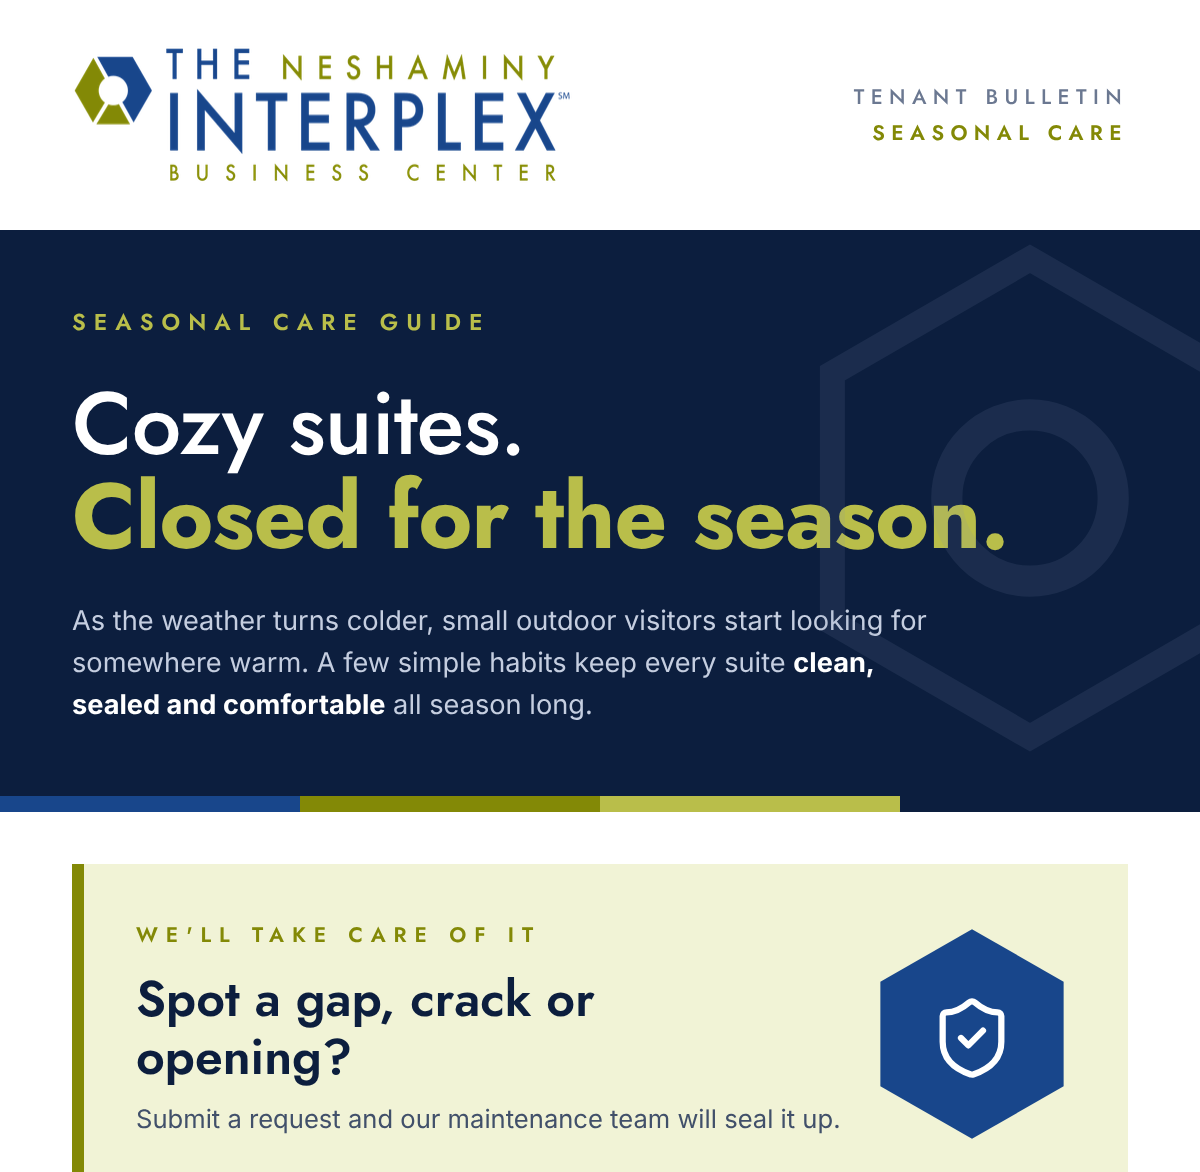 THE NESHAMINY
INTERPLEX℠
BUSINESS CENTER
TENANT BULLETIN
SEASONAL CARE
SEASONAL CARE GUIDE
Cozy suites.
Closed for the season.
As the weather turns colder, small outdoor visitors start looking for
somewhere warm. A few simple habits keep every suite clean,
sealed and comfortable all season long.
WE'LL TAKE CARE OF IT
Spot a gap, crack or
opening?
Submit a request and our maintenance team will seal it up.